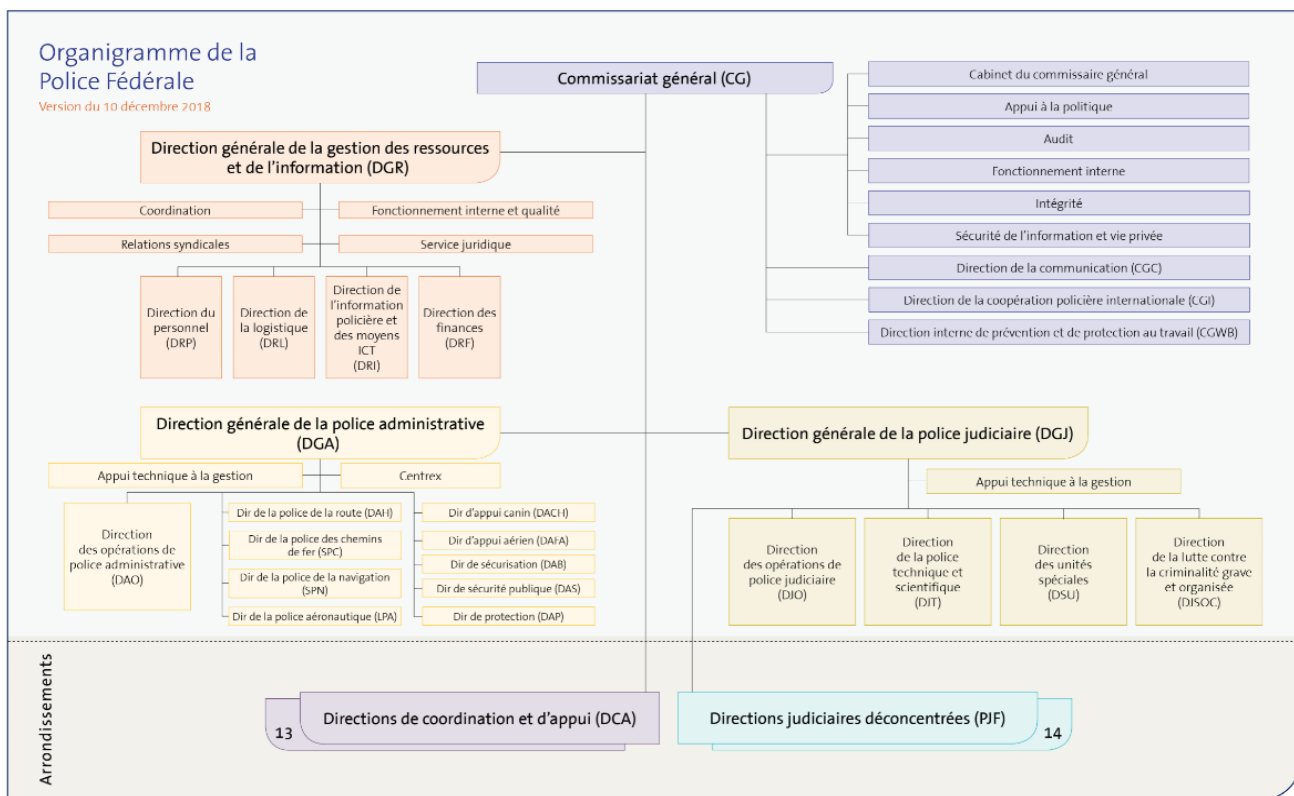 Organigramme de la
Police Fédérale
Version du 10 décembre 2018
Commissariat général (CG)
Cabinet du commissaire général
Appui à la politique
Audit
Fonctionnement interne
Intégrité
Sécurité de l'information et vie privée
Direction de la communication (CGC)
Direction de la coopération policière internationale (CGI)
Direction interne de prévention et de protection au travail (CGWB)
Direction générale de la gestion des ressources
et de l'information (DGR)
Coordination
Fonctionnement interne et qualité
Relations syndicales
Service juridique
Direction du
personnel
(DRP)
Direction de
la logistique
(DRL)
Direction de
l'information
policière et
des moyens
ICT
(DRI)
Direction des
finances
(DRF)
Direction générale de la police administrative
(DGA)
Appui technique à la gestion
Centrex
Direction
des opérations de
police administrative
(DAO)
Dir de la police de la route (DAH)
Dir de la police des chemins
de fer (SPC)
Dir de la police de la navigation
(SPN)
Dir de la police aéronautique (LPA)
Dir d'appui canin (DACH)
Dir d'appui aérien (DAFA)
Dir de sécurisation (DAB)
Dir de sécurité publique (DAS)
Dir de protection (DAP)
Direction générale de la police judiciaire (DGJ)
Appui technique à la gestion
Direction
des opérations de
police judiciaire
(DJO)
Direction
de la police
technique et
scientifique
(DJT)
Direction
des unités
spéciales
(DSU)
Direction
de la lutte contre
la criminalité grave
et organisée
(DJSOC)
Arrondissements
Directions de coordination et d'appui (DCA)
13
Directions judiciaires déconcentrées (PJF)
14